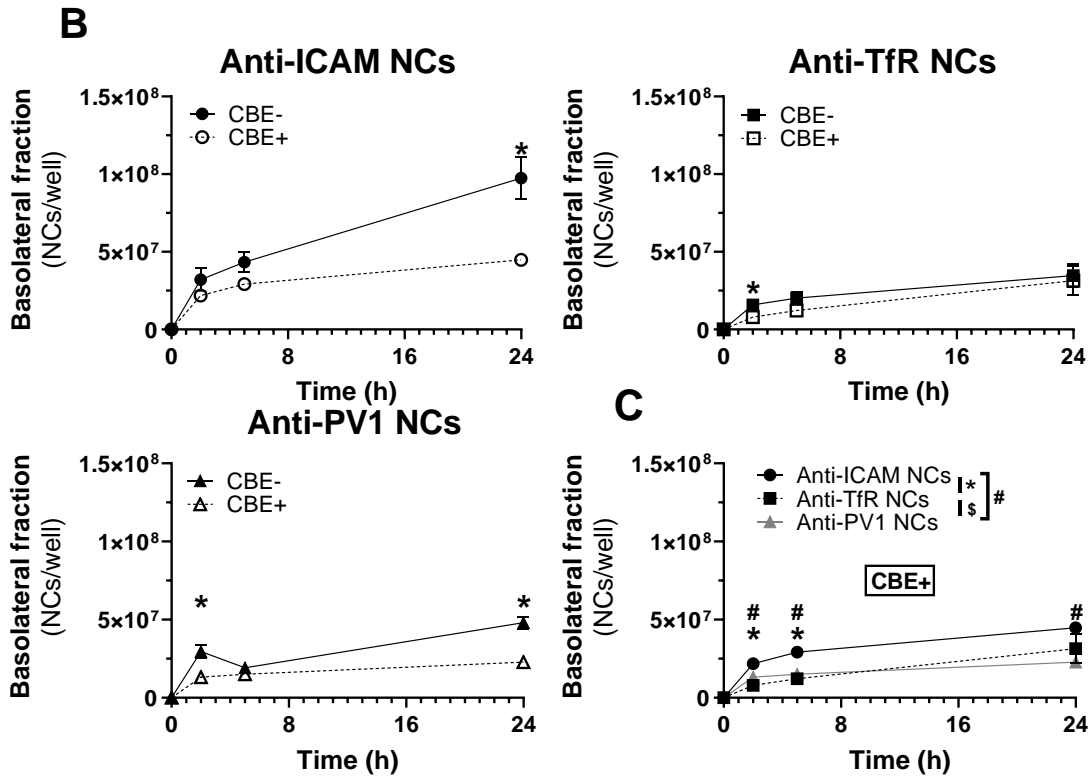 B
Anti-ICAM NCs
Basolateral fraction
(NCs/well)
1.5×10⁸
1×10⁸
5×10⁷
0
CBE-
CBE+
*
0 8 16 24
Time (h)
Anti-TfR NCs
Basolateral fraction
(NCs/well)
1.5×10⁸
1×10⁸
5×10⁷
0
CBE-
CBE+
*
0 8 16 24
Time (h)
Anti-PV1 NCs
Basolateral fraction
(NCs/well)
1.5×10⁸
1×10⁸
5×10⁷
0
CBE-
CBE+
* *
0 8 16 24
Time (h)
C
Basolateral fraction
(NCs/well)
1.5×10⁸
1×10⁸
5×10⁷
0
Anti-ICAM NCs
Anti-TfR NCs
Anti-PV1 NCs
*
$
#
CBE+
# # #
* *
0 8 16 24
Time (h)